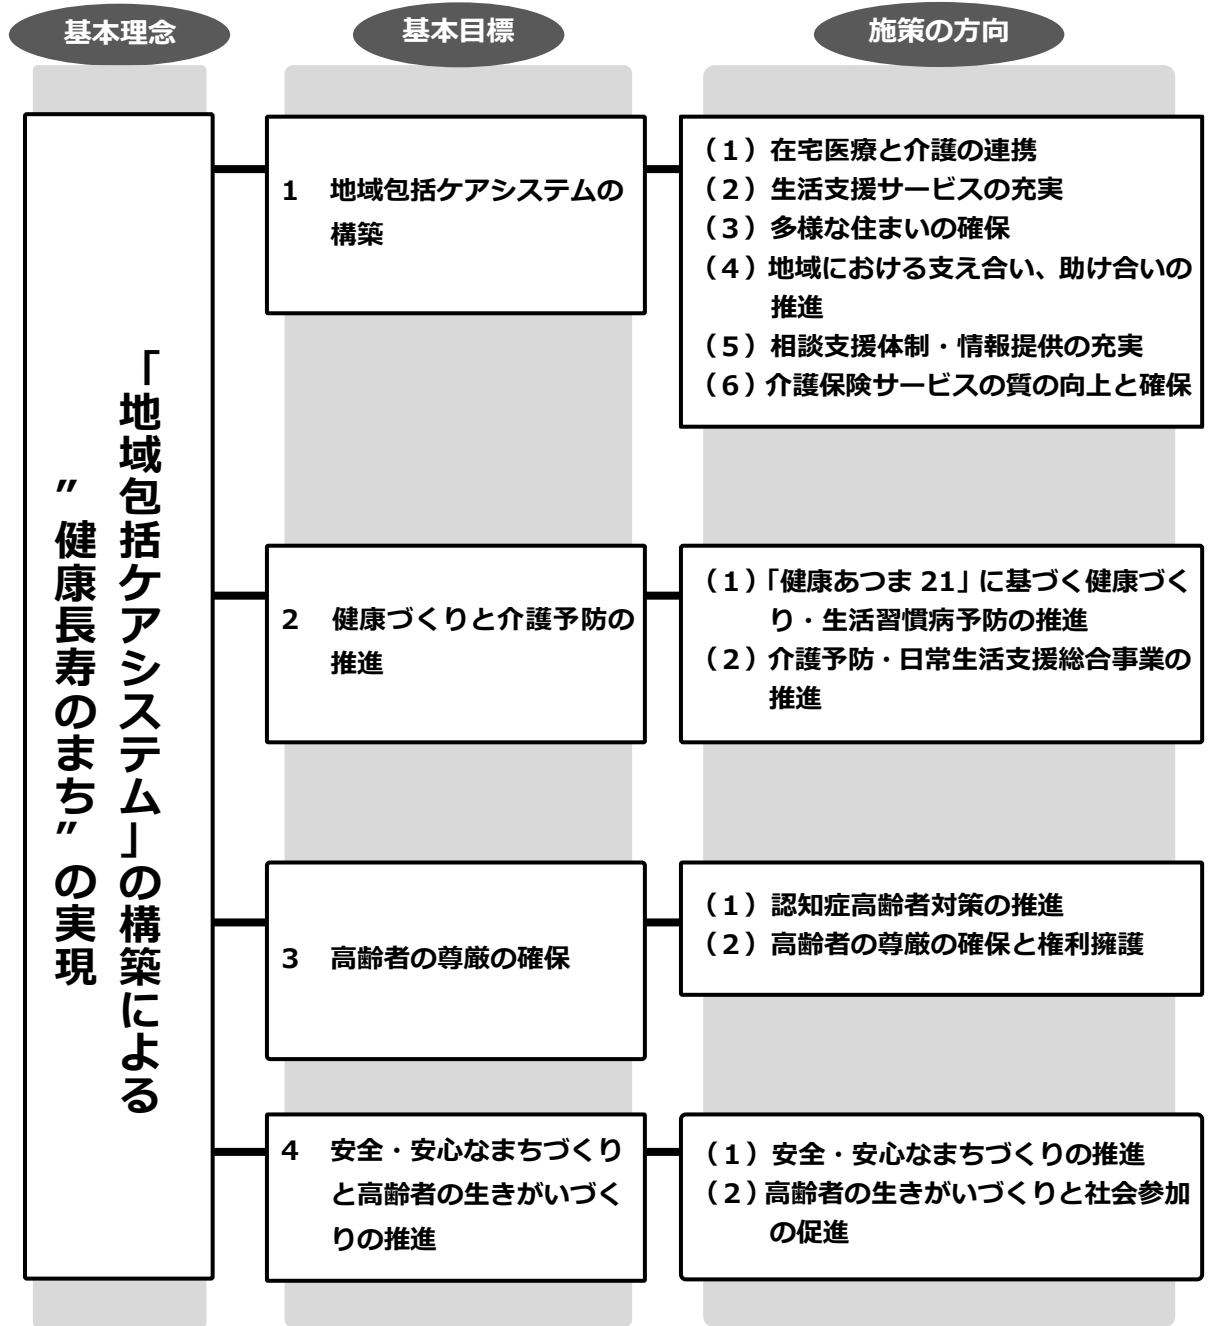 基本理念
基本目標
施策の方向
「地域包括ケアシステム」の構築による
〃健康長寿のまち〃の実現
1 地域包括ケアシステムの
構築
(1)在宅医療と介護の連携
(2)生活支援サービスの充実
(3)多様な住まいの確保
(4)地域における支え合い、助け合いの
推進
(5)相談支援体制・情報提供の充実
(6)介護保険サービスの質の向上と確保
2 健康づくりと介護予防の
推進
(1)「健康あつま 21」に基づく健康づく
り・生活習慣病予防の推進
(2)介護予防・日常生活支援総合事業の
推進
3 高齢者の尊厳の確保
(1)認知症高齢者対策の推進
(2)高齢者の尊厳の確保と権利擁護
4 安全・安心なまちづくり
と高齢者の生きがいづく
りの推進
(1)安全・安心なまちづくりの推進
(2)高齢者の生きがいづくりと社会参加
の促進